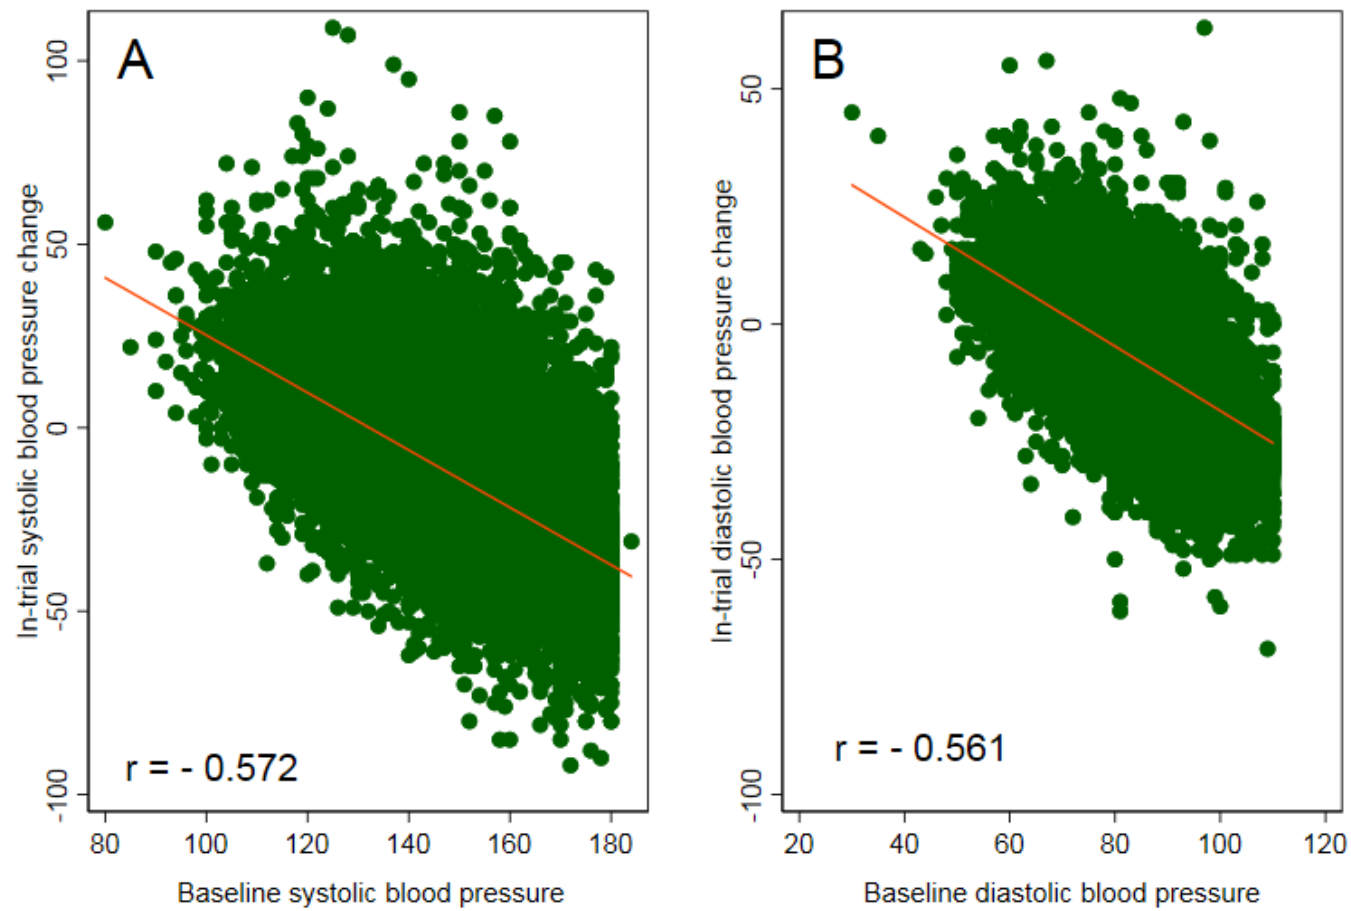 A
In-trial systolic blood pressure change
100
50
0
-50
-100
r = - 0.572
80 100 120 140 160 180
Baseline systolic blood pressure
B
In-trial diastolic blood pressure change
50
0
-50
-100
r = - 0.561
20 40 60 80 100 120
Baseline diastolic blood pressure